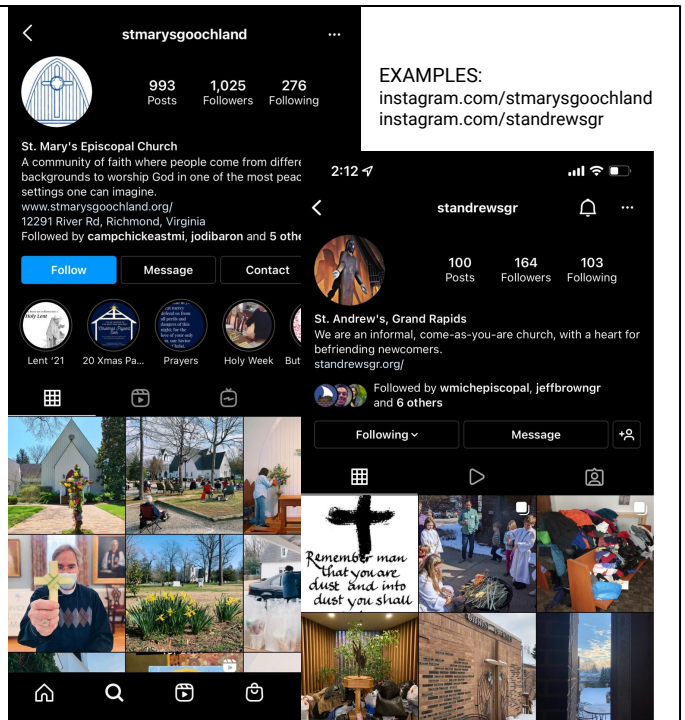 stmarysgoochland
993 1,025 276
Posts Followers Following
St. Mary's Episcopal Church
A community of faith where people come from differe
backgrounds to worship God in one of the most peac
settings one can imagine.
www.stmarysgoochland.org/
12291 River Rd, Richmond, Virginia
Followed by campchickeastmi, jodibaron and 5 othe
Follow Message Contact
Holy Lent
Lent ‘21 20 Xmas Pa... Prayers Holy Week But
EXAMPLES:
instagram.com/stmarysgoochland
instagram.com/standrewsgr
2:12
standrewsgr
100 164 103
Posts Followers Following
St. Andrew's, Grand Rapids
We are an informal, come-as-you-are church, with a heart for
befriending newcomers.
standrewsgr.org/
Followed by wmichepiscopal, jeffbrowngr
and 6 others
Following Message
Remember man
that you are
dust and into
dust you shall